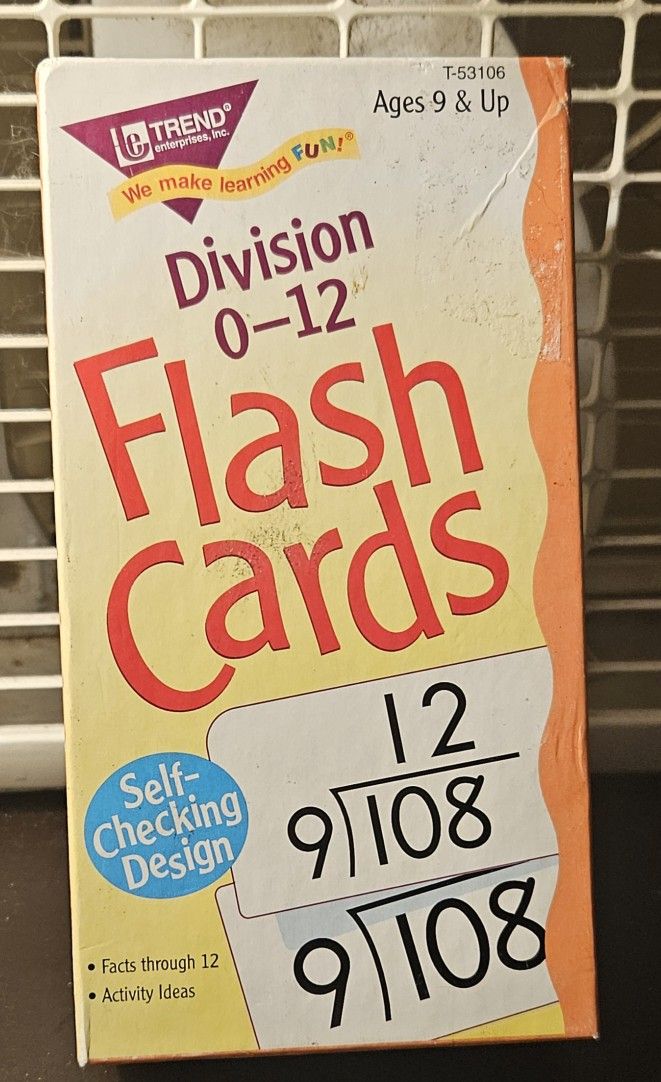 T-53106
Ages 9 & Up
te TREND®
enterprises, Inc.
We make learning FUN!®
Division
0–12
Flash
Cards
12
9)108
Self-
Checking
Design
9)108
• Facts through 12
• Activity Ideas